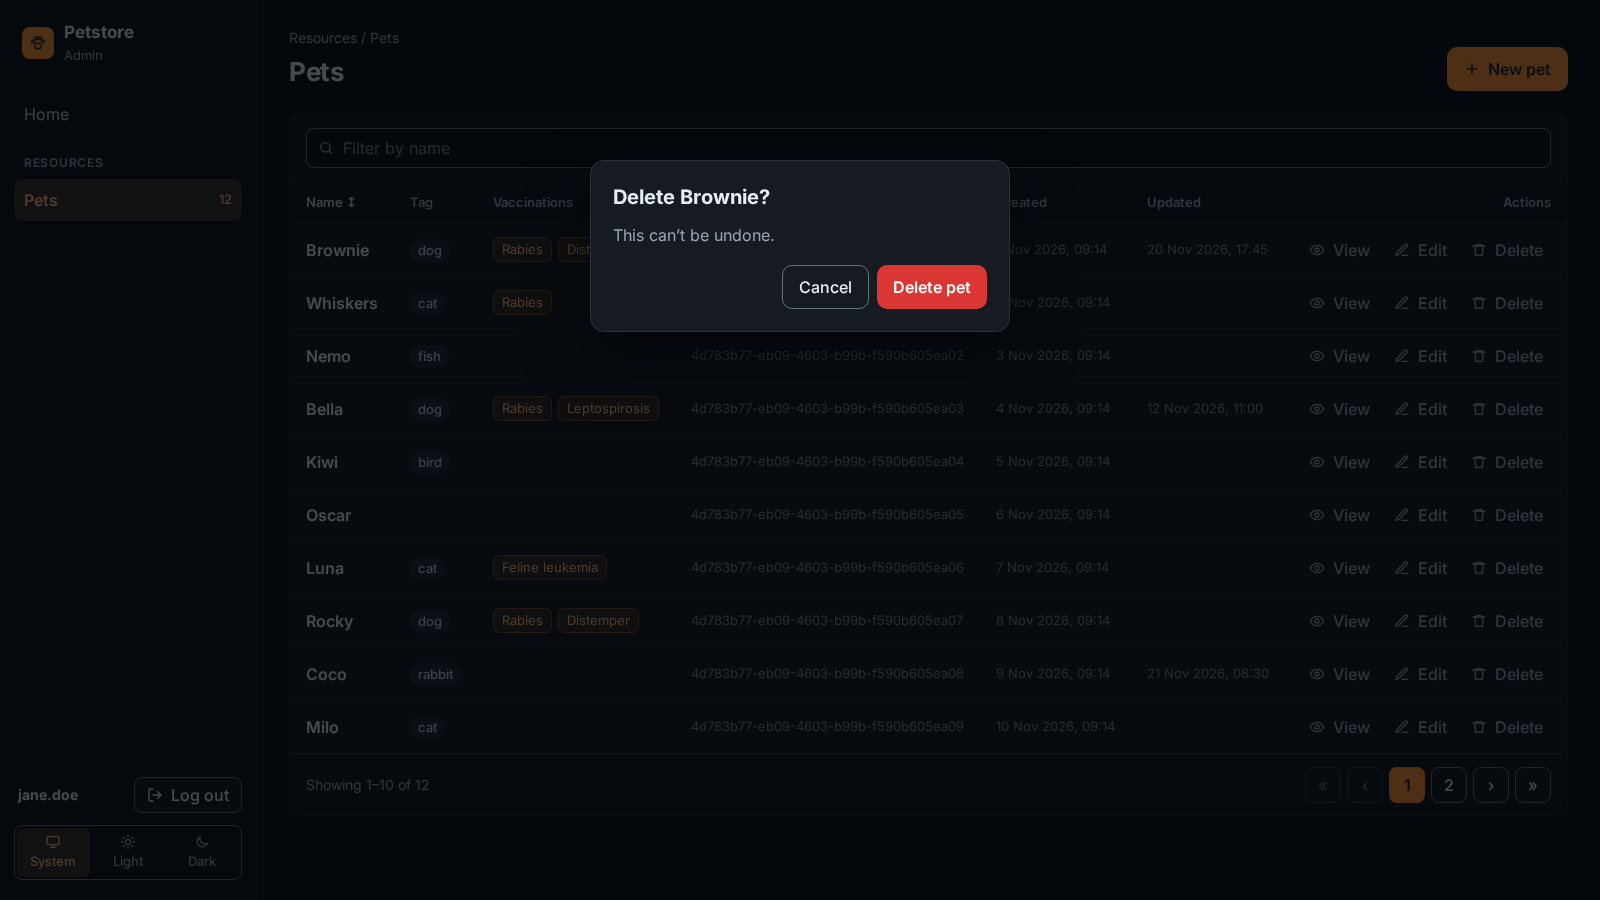 Petstore
Admin
Home
RESOURCES
Pets 12
jane.doe
Log out
System Light Dark
Resources / Pets
Pets
New pet
Filter by name
Delete Brownie?
This can’t be undone.
Cancel Delete pet
Name Tag Vaccinations Updated Actions
Brownie dog Rabies Nov 2026, 09:14 20 Nov 2026, 17:45 View Edit Delete
Whiskers cat Rabies Nov 2026, 09:14 View Edit Delete
Nemo fish 4d783b77-eb09-4603-b99b-f590b605ea02 3 Nov 2026, 09:14 View Edit Delete
Bella dog Rabies Leptospirosis 4d783b77-eb09-4603-b99b-f590b605ea03 4 Nov 2026, 09:14 12 Nov 2026, 11:00 View Edit Delete
Kiwi bird 4d783b77-eb09-4603-b99b-f590b605ea04 5 Nov 2026, 09:14 View Edit Delete
Oscar 4d783b77-eb09-4603-b99b-f590b605ea05 6 Nov 2026, 09:14 View Edit Delete
Luna cat Feline leukemia 4d783b77-eb09-4603-b99b-f590b605ea06 7 Nov 2026, 09:14 View Edit Delete
Rocky dog Rabies Distemper 4d783b77-eb09-4603-b99b-f590b605ea07 8 Nov 2026, 09:14 View Edit Delete
Coco rabbit 4d783b77-eb09-4603-b99b-f590b605ea08 9 Nov 2026, 09:14 21 Nov 2026, 08:30 View Edit Delete
Milo cat 4d783b77-eb09-4603-b99b-f590b605ea09 10 Nov 2026, 09:14 View Edit Delete
Showing 1–10 of 12
« ‹ 1 2 › »